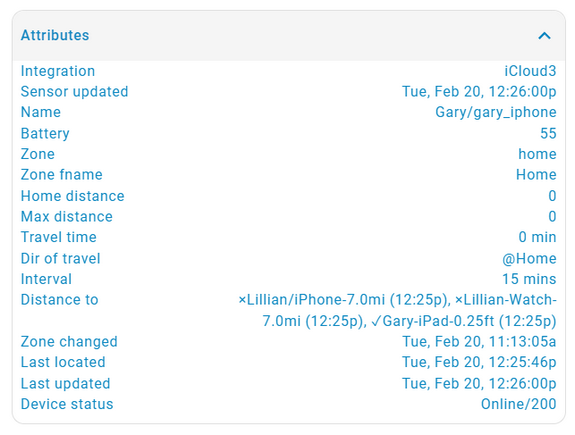 Attributes
Integration iCloud3
Sensor updated Tue, Feb 20, 12:26:00p
Name Gary/gary_iphone
Battery 55
Zone home
Zone fname Home
Home distance 0
Max distance 0
Travel time 0 min
Dir of travel @Home
Interval 15 mins
Distance to ×Lillian/iPhone-7.0mi (12:25p), ×Lillian-Watch-
7.0mi (12:25p), ✓Gary-iPad-0.25ft (12:25p)
Zone changed Tue, Feb 20, 11:13:05a
Last located Tue, Feb 20, 12:25:46p
Last updated Tue, Feb 20, 12:26:00p
Device status Online/200